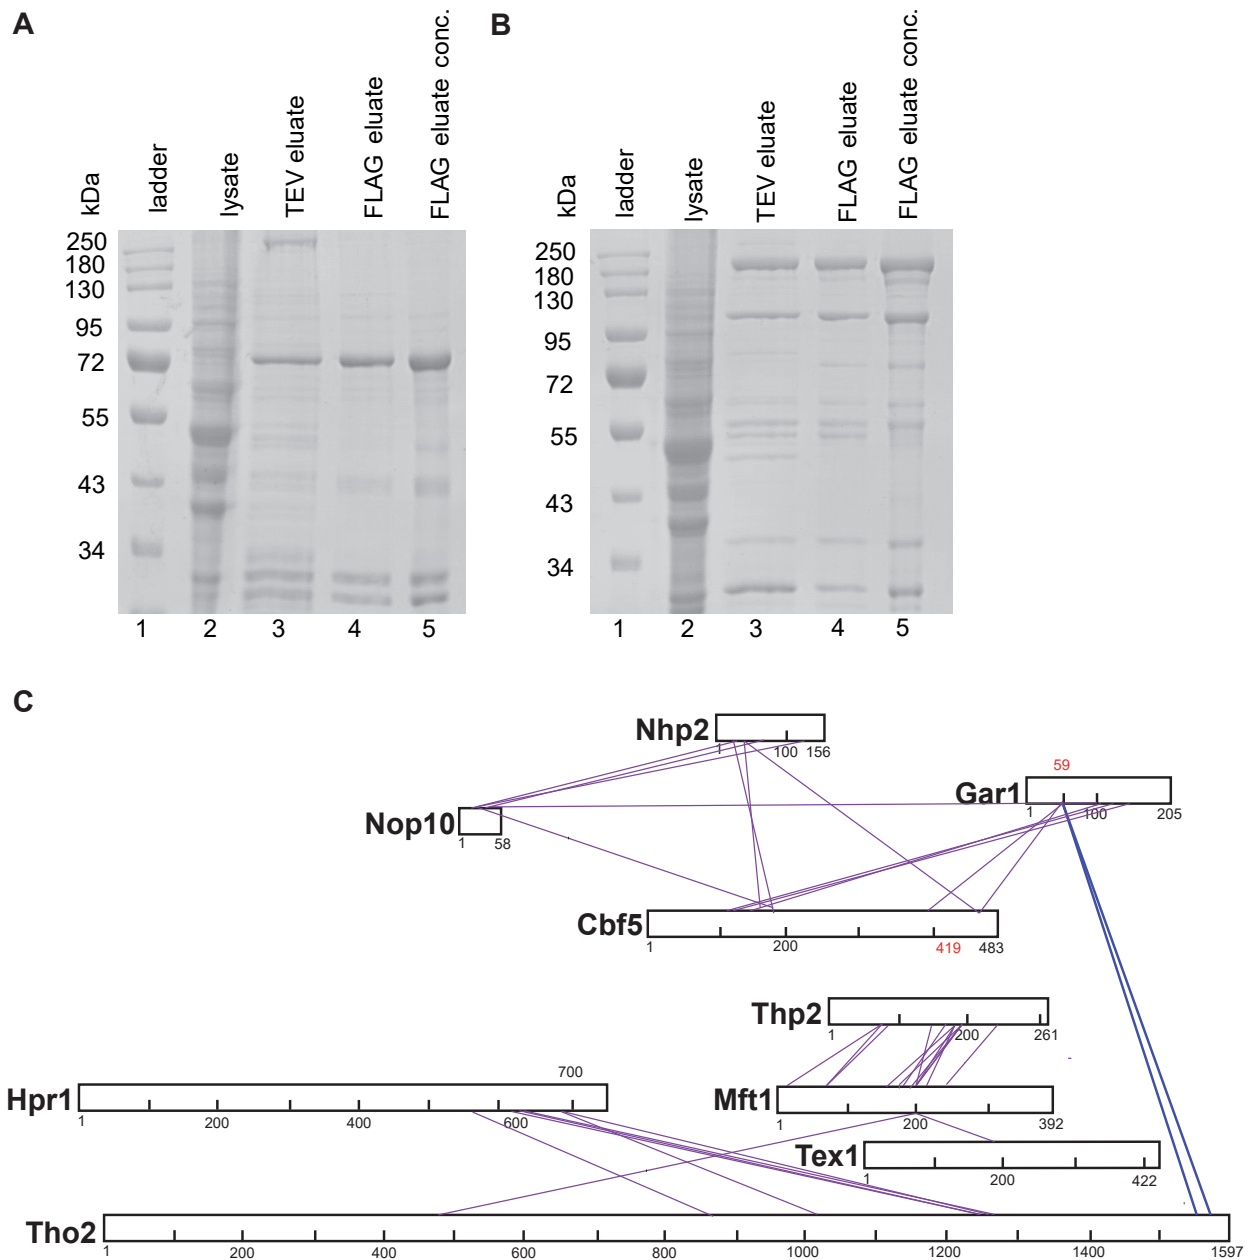 A
kDa
ladder
lysate
TEV eluate
FLAG eluate
FLAG eluate conc.
250
180
130
95
72
55
43
34
1 2 3 4 5
B
kDa
ladder
lysate
TEV eluate
FLAG eluate
FLAG eluate conc.
250
180
130
95
72
55
43
34
1 2 3 4 5
C
Nhp2
1 100 156
59
Gar1
1 100 205
Nop10
1 58
Cbf5
1 200 419 483
Thp2
1 200 261
700
Hpr1
1 200 400 600
Mft1
1 200 392
Tex1
1 200 422
Tho2
1 200 400 600 800 1000 1200 1400 1597